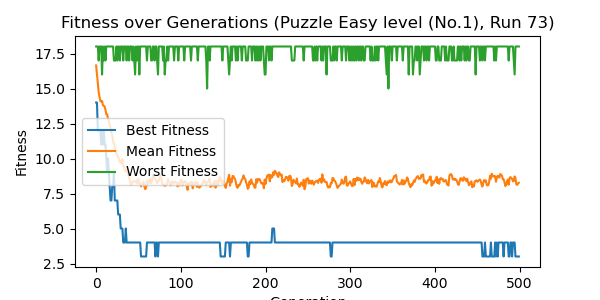 Fitness over Generations (Puzzle Easy level (No.1), Run 73)
17.5
15.0
12.5
10.0
7.5
5.0
2.5
Fitness
Best Fitness
Mean Fitness
Worst Fitness
0 100 200 300 400 500
Generation